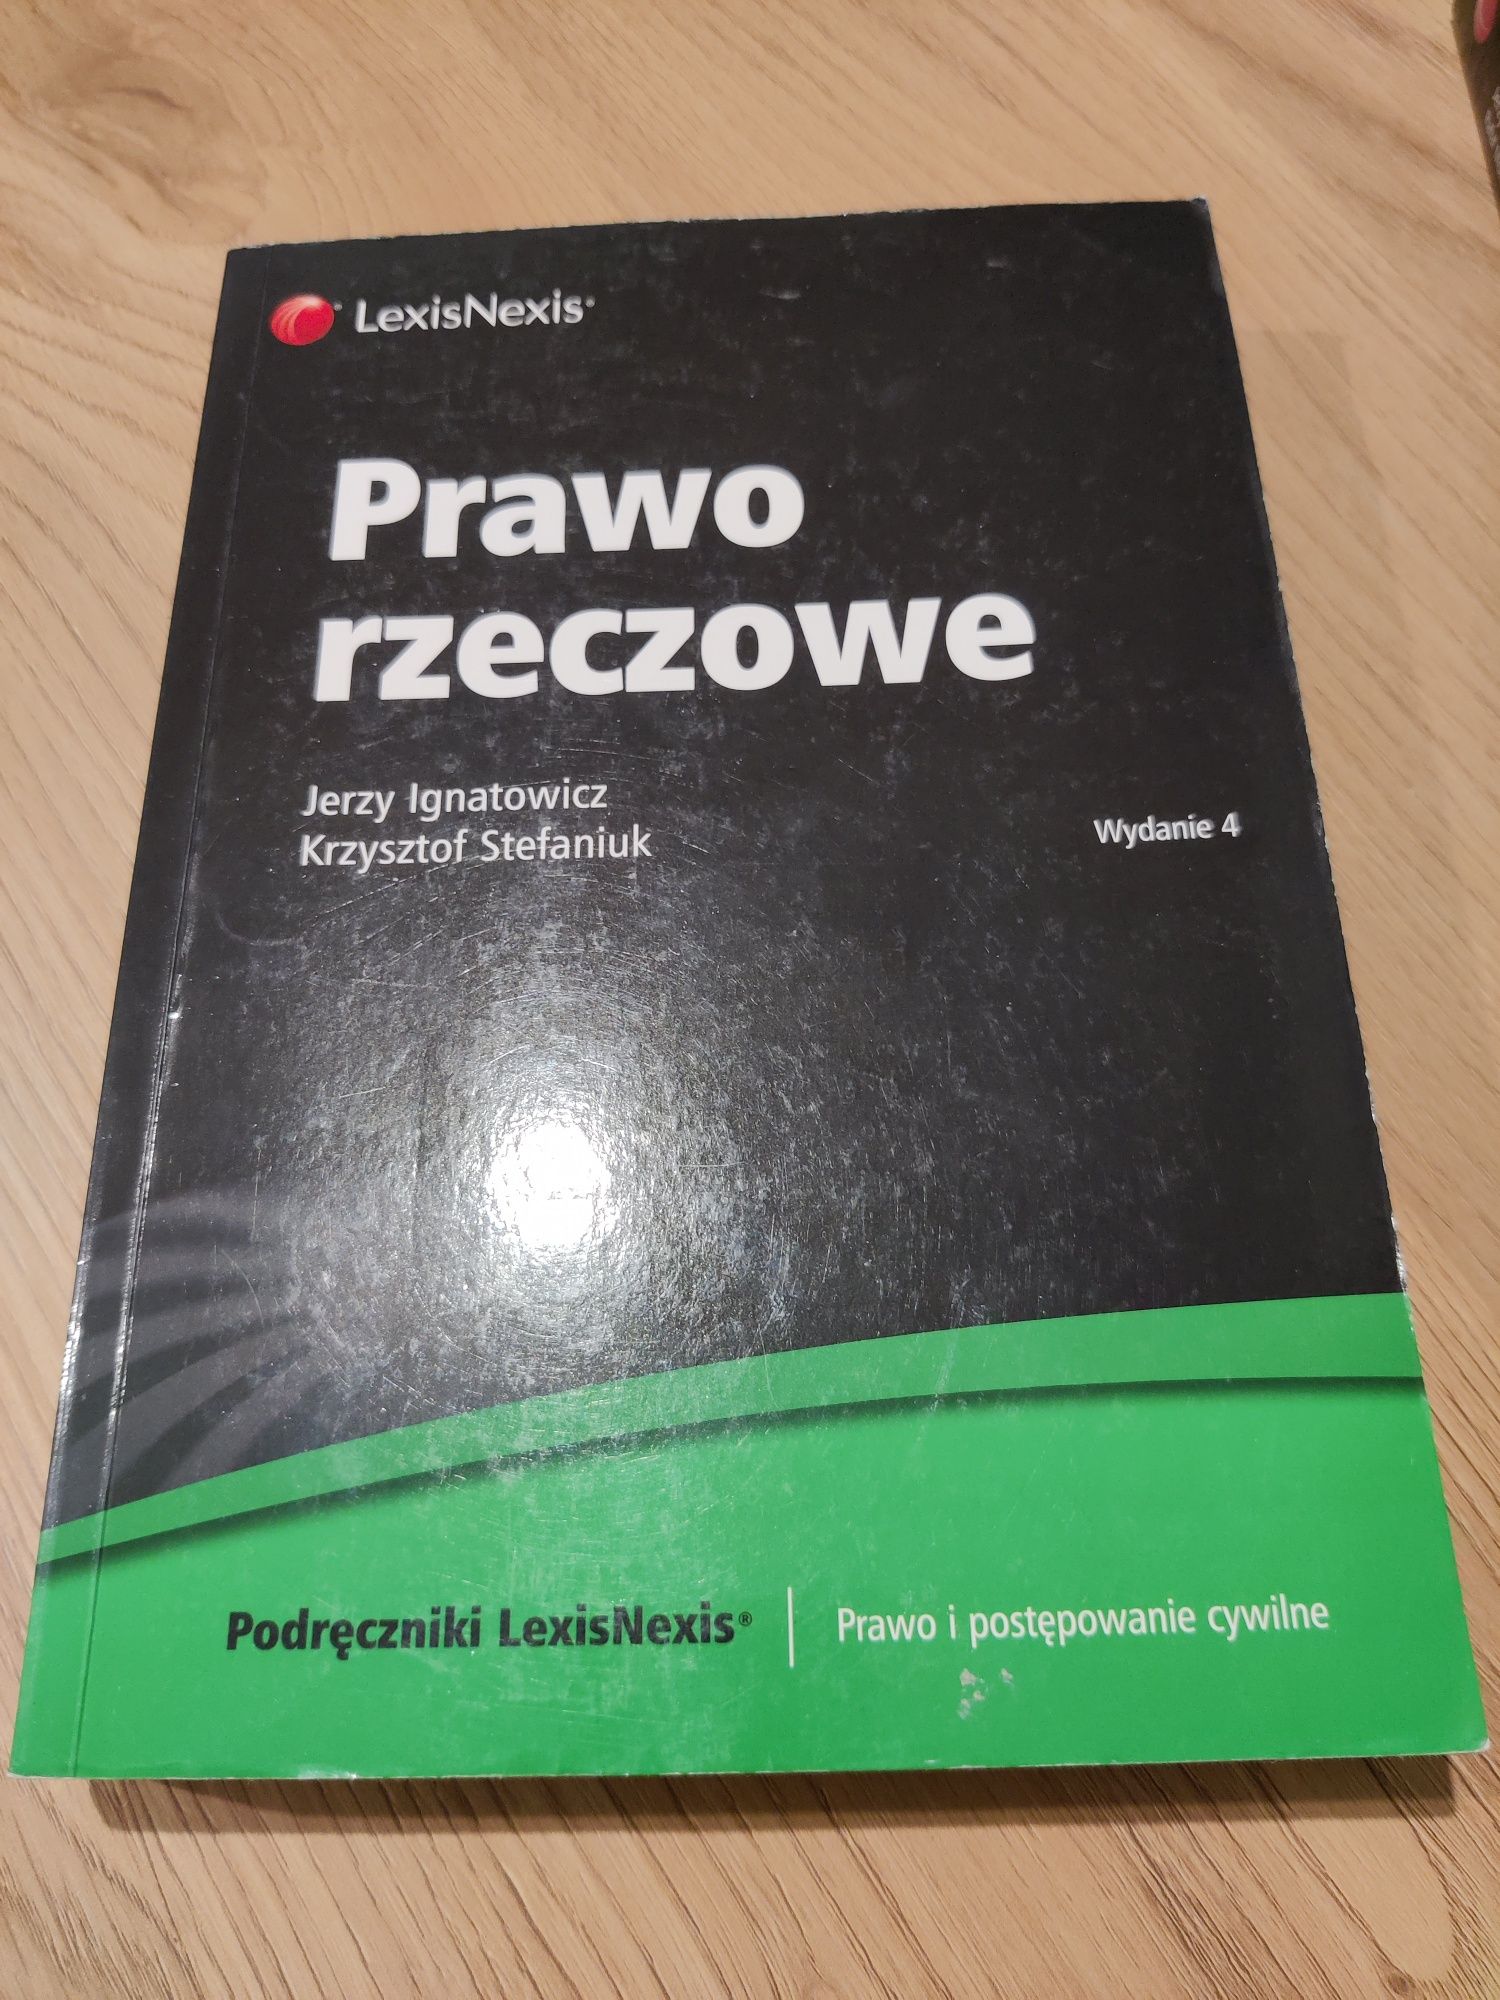 LexisNexis®
Prawo
rzeczowe
Jerzy Ignatowicz
Krzysztof Stefaniuk
Wydanie 4
Podręczniki LexisNexis® | Prawo i postępowanie cywilne